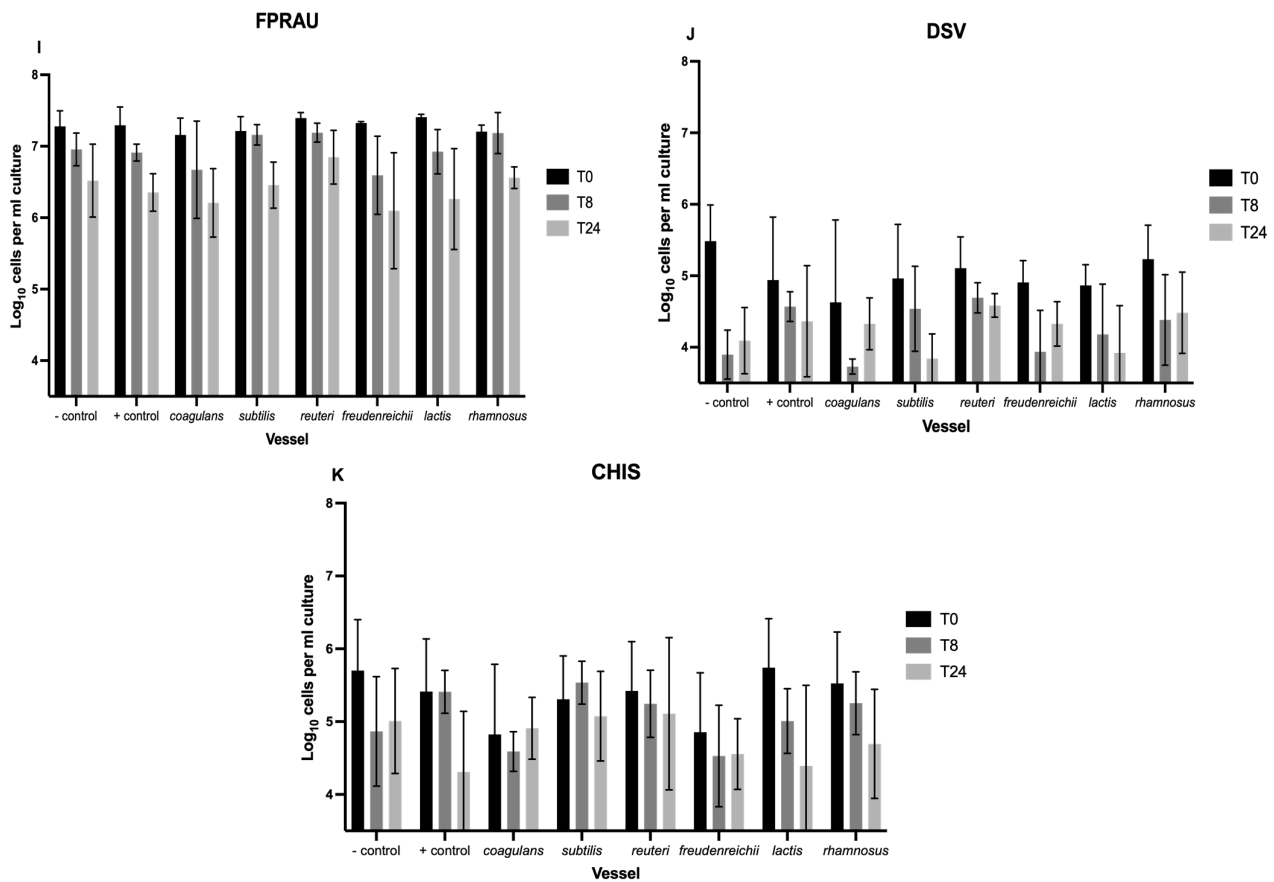 FPRAU
I
Log10 cells per ml culture
8
7
6
5
4
- control + control coagulans subtilis reuteri freudenreichii lactis rhamnosus
Vessel
T0
T8
T24
DSV
J
Log10 cells per ml culture
8
7
6
5
4
- control + control coagulans subtilis reuteri freudenreichii lactis rhamnosus
Vessel
T0
T8
T24
CHIS
K
Log10 cells per ml culture
8
7
6
5
4
- control + control coagulans subtilis reuteri freudenreichii lactis rhamnosus
Vessel
T0
T8
T24